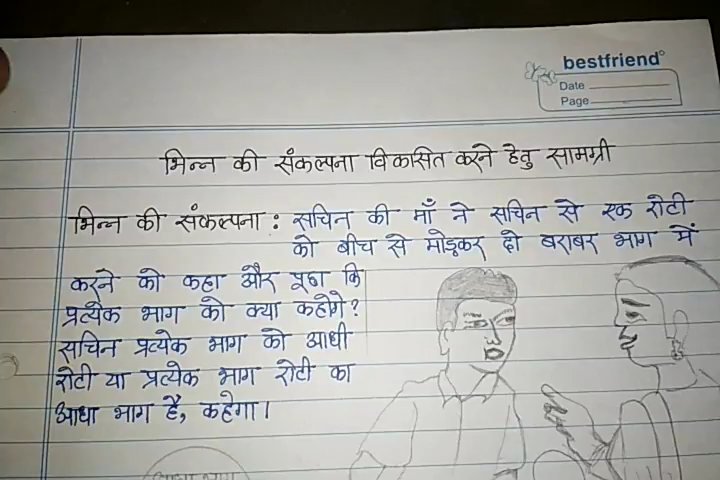 bestfriend
Date
Page
भिन्न की संकल्पना विकसित करने हेतु सामग्री
भिन्न की संकल्पना : सचिन की माँ ने सचिन से एक रोटी
को बीच से मोड़कर दो बराबर भाग में
करने को कहा और पूछा कि
प्रत्येक भाग को क्या कहोगे?
सचिन प्रत्येक भाग को आधी
रोटी या प्रत्येक भाग रोटी का
आधा भाग है, कहेगा।